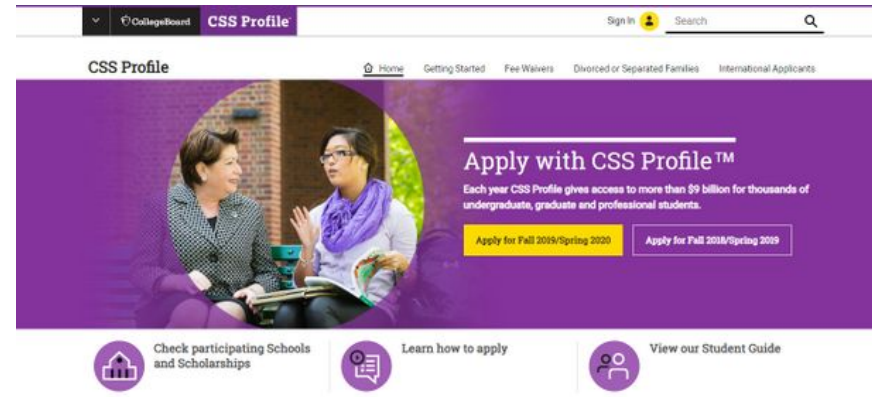 CollegeBoard CSS Profile
Sign In Search
CSS Profile
Home Getting Started Fee Waivers Divorced or Separated Families International Applicants
Apply with CSS Profile™
Each year CSS Profile gives access to more than $9 billion for thousands of
undergraduate, graduate and professional students.
Apply for Fall 2019/Spring 2020 Apply for Fall 2018/Spring 2019
Check participating Schools
and Scholarships
Learn how to apply
View our Student Guide